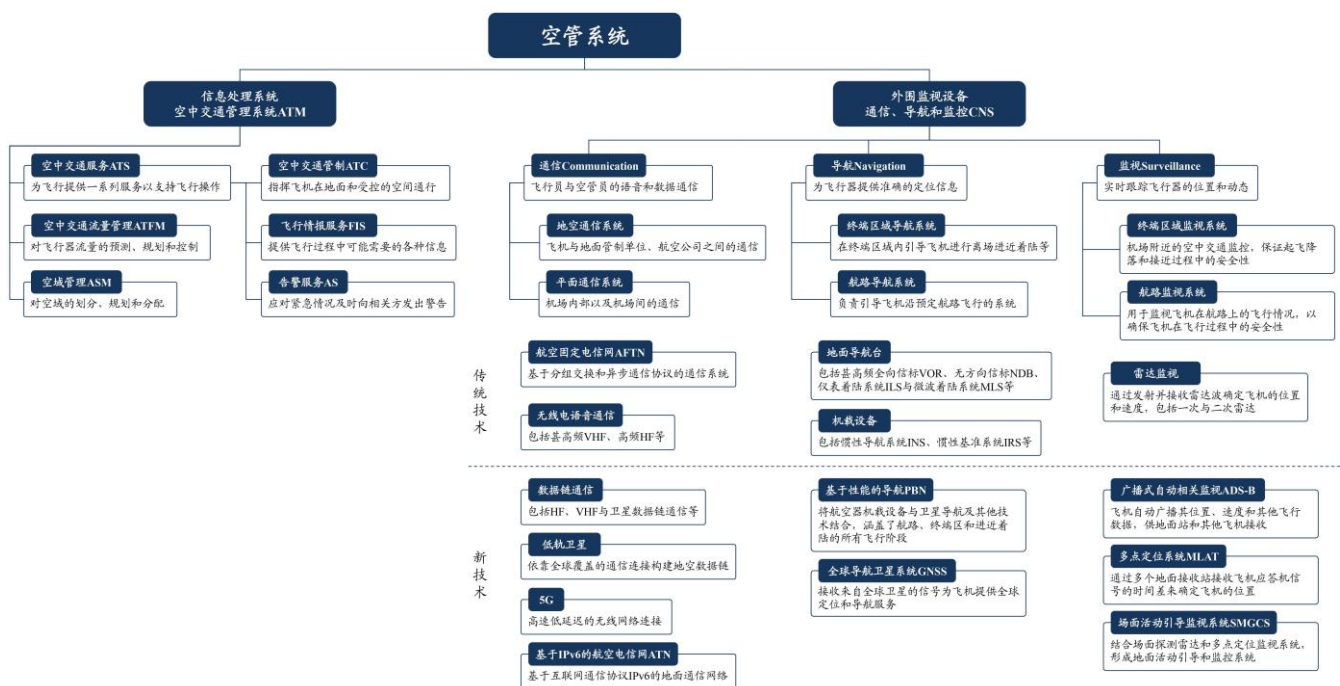 空管系统
信息处理系统
空中交通管理系统ATM
空中交通服务ATS
为飞行提供一系列服务以支持飞行操作
空中交通流量管理ATFM
对飞行器流量的预测、规划和控制
空域管理ASM
对空域的划分、规划和分配
空中交通管制ATC
指挥飞机在地面和受控的空间通行
飞行情报服务FIS
提供飞行过程中可能需要的各种信息
告警服务AS
应对紧急情况及时向相关方发出警告
外围监视设备
通信、导航和监控CNS
通信Communication
飞行员与空管员的语音和数据通信
地空通信系统
飞机与地面管制单位、航空公司之间的通信
平面通信系统
机场内部以及机场间的通信
导航Navigation
为飞行器提供准确的定位信息
终端区域导航系统
在终端区域内引导飞机进行离场进近着陆等
航路导航系统
负责引导飞机沿预定航路飞行的系统
监视Surveillance
实时跟踪飞行器的位置和动态
终端区域监视系统
机场附近的空中交通监控，保证起飞降
落和接近过程中的安全性
航路监视系统
用于监视飞机在航路上的飞行情况，以
确保飞机在飞行过程中的安全性
传统技术
航空固定电信网AFTN
基于分组交换和异步通信协议的通信系统
无线电语音通信
包括甚高频VHF、高频HF等
地面导航台
包括甚高频全向信标VOR、无方向信标NDB、
仪表着陆系统ILS与微波着陆系统MLS等
机载设备
包括惯性导航系统INS、惯性基准系统IRS等
雷达监视
通过发射并接收雷达波确定飞机的位置
和速度，包括一次与二次雷达
新技术
数据链通信
包括HF、VHF与卫星数据链通信等
低轨卫星
依靠全球覆盖的通信连接构建地空数据链
5G
高速低延迟的无线网络连接
基于IPv6的航空电信网ATN
基于互联网通信协议IPv6的地面通信网络
基于性能的导航PBN
将航空器机载设备与卫星导航及其他技
术结合，涵盖了航路、终端区和进近着
陆的所有飞行阶段
全球导航卫星系统GNSS
接收来自全球卫星的信号为飞机提供全球
定位和导航服务
广播式自动相关监视ADS-B
飞机自动广播其位置、速度和其他飞行
数据，供地面站和其他飞机接收
多点定位系统MLAT
通过多个地面接收站接收飞机应答机信
号的时间差来确定飞机的位置
场面活动引导监视系统SMGCS
结合场面探测雷达和多点定位监视系统，
形成地面活动引导和监控系统